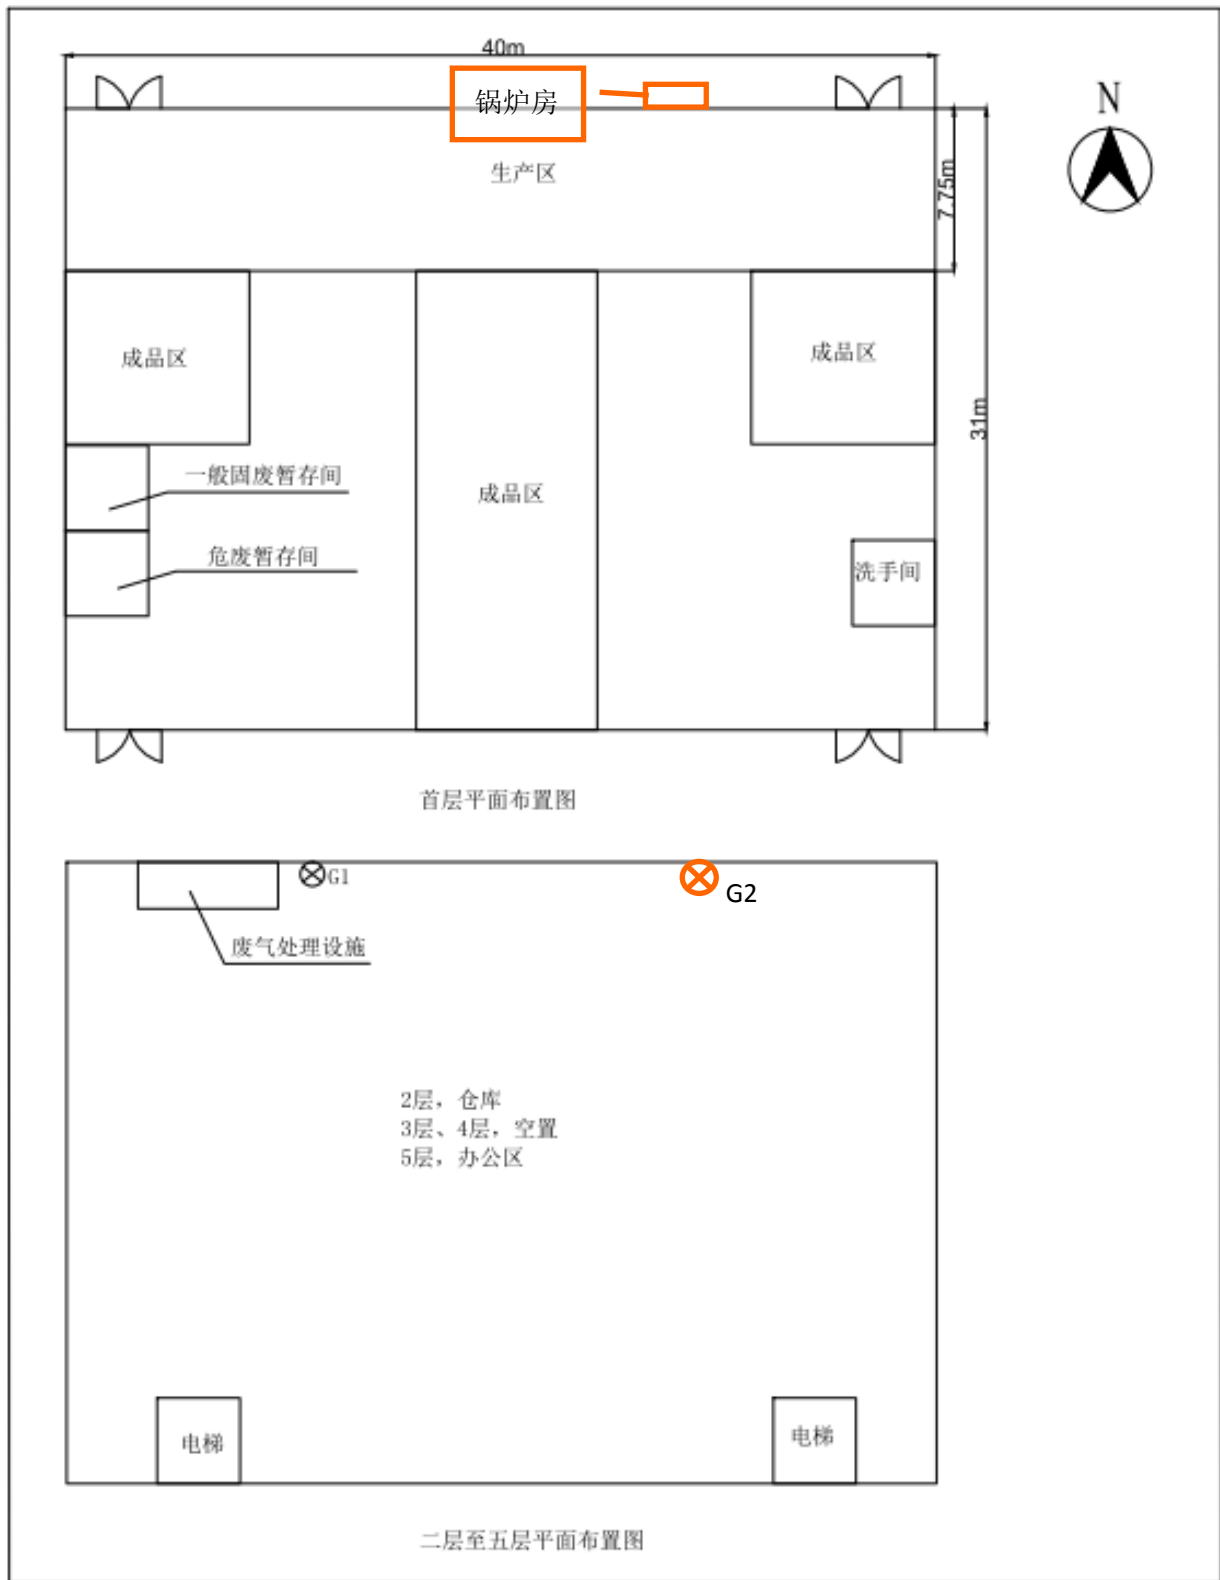 40m
锅炉房
N
生产区
7.75m
成品区
成品区
31m
一般固废暂存间
成品区
危废暂存间
洗手间
首层平面布置图
G1
G2
废气处理设施
2层，仓库
3层、4层，空置
5层，办公区
电梯
电梯
二层至五层平面布置图